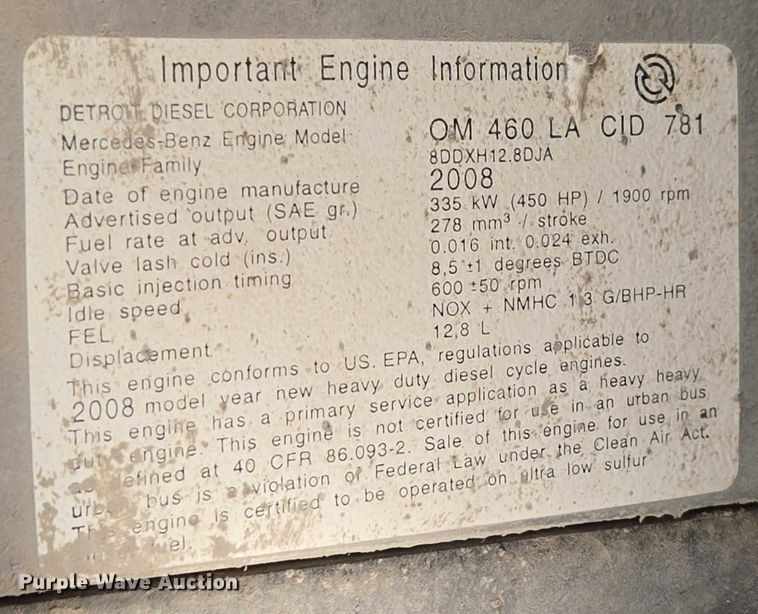 Important Engine Information
DETROIT DIESEL CORPORATION
Mercedes-Benz Engine Model OM 460 LA CID 781
Engine Family 8DDXH12.8DJA
Date of engine manufacture 2008
Advertised output (SAE gr.) 335 kW (450 HP) / 1900 rpm
Fuel rate at adv. output 278 mm³ / stroke
Valve lash cold (ins.) 0.016 int. 0.024 exh.
Basic injection timing 8,5 ±1 degrees BTDC
Idle speed 600 ±50 rpm
FEL NOX + NMHC 1.3 G/BHP-HR
Displacement 12,8 L
This engine conforms to US. EPA, regulations applicable to
2008 model year new heavy duty diesel cycle engines.
This engine has a primary service application as a heavy heavy
duty engine. This engine is not certified for use in an urban bus
as defined at 40 CFR 86.093-2. Sale of this engine for use in an
urban bus is a violation of Federal Law under the Clean Air Act.
The engine is certified to be operated on ultra low sulfur
fuel.
Purple Wave Auction